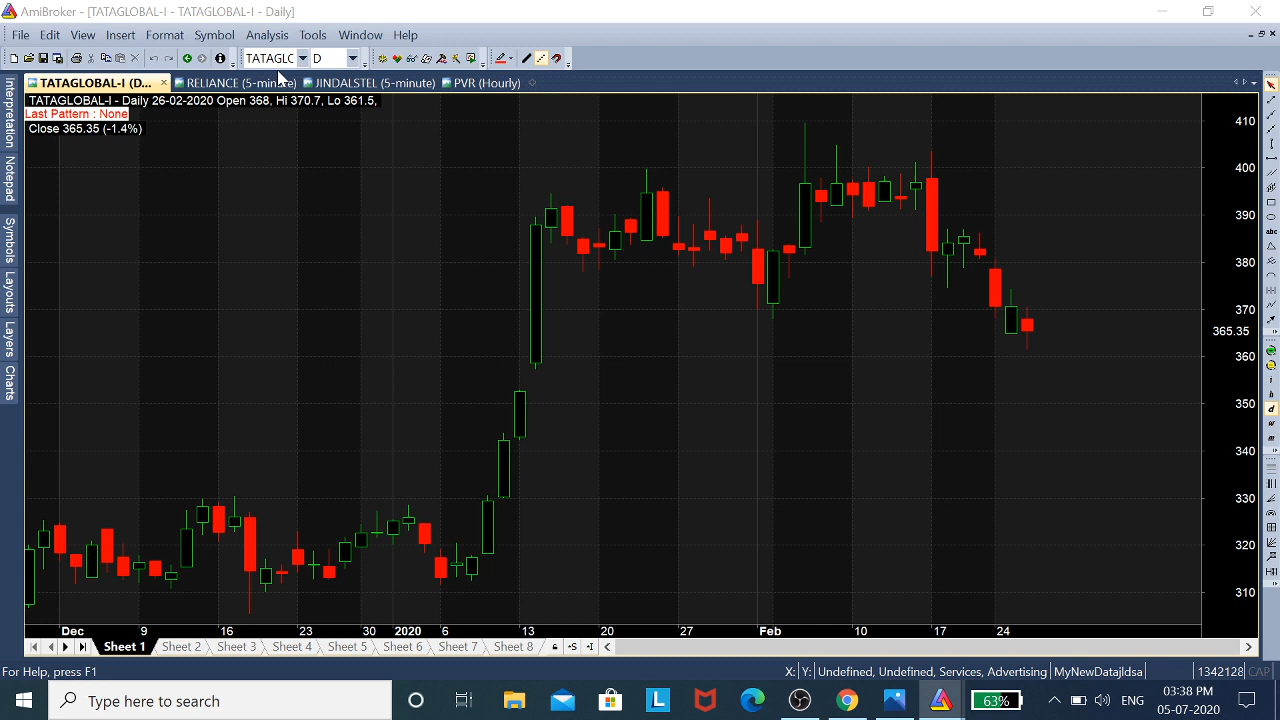 AmiBroker - [TATAGLOBAL-I - TATAGLOBAL-I - Daily]
File Edit View Insert Format Symbol Analysis Tools Window Help
TATAGLC D
TATAGLOBAL-I (D... RELIANCE (5-minute) JINDALSTEL (5-minute) PVR (Hourly)
TATAGLOBAL-I - Daily 26-02-2020 Open 368, Hi 370.7, Lo 361.5,
Last Pattern : None
Close 365.35 (-1.4%)
Interpretation
Notepad
Symbols
Layouts
Layers
Charts
410
400
390
380
370
365.35
360
350
340
330
320
310
abc
i
h
d
w
m
Dec 9 16 23 30 2020 6 13 20 27 Feb 10 17 24
Sheet 1 Sheet 2 Sheet 3 Sheet 4 Sheet 5 Sheet 6 Sheet 7 Sheet 8
For Help, press F1
X: Y: Undefined, Undefined, Services, Advertising MyNewDatajldsa 1342128 CAP
Type here to search
L
63%
ENG
03:38 PM
05-07-2020